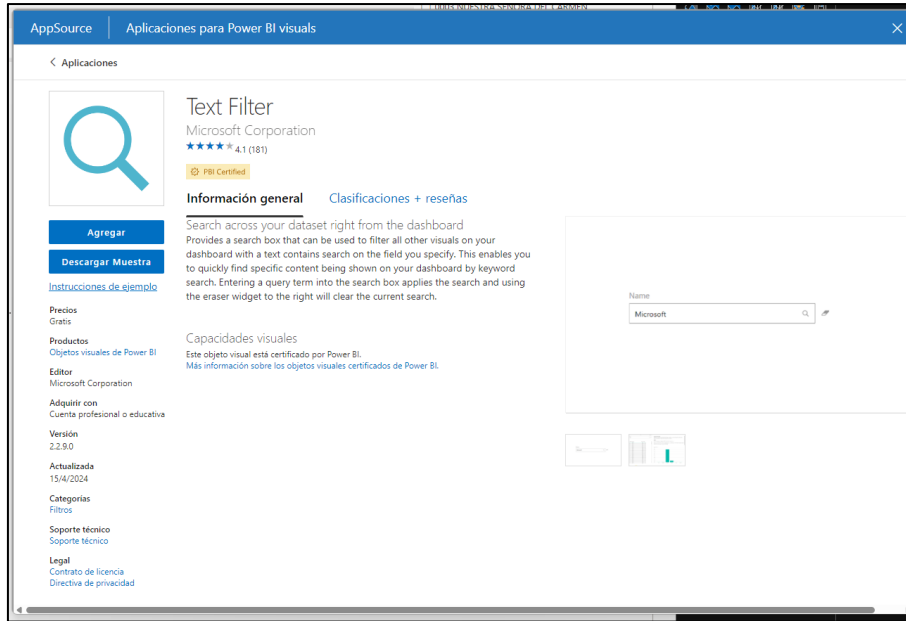 0003 NUESTRA SEÑORA DEL CARMEN
AppSource
Aplicaciones para Power BI visuals
Aplicaciones
Text Filter
Microsoft Corporation
4.1 (181)
PBI Certified
Información general
Clasificaciones + reseñas
Agregar
Descargar Muestra
Instrucciones de ejemplo
Precios
Gratis
Productos
Objetos visuales de Power BI
Editor
Microsoft Corporation
Adquirir con
Cuenta profesional o educativa
Versión
2.2.9.0
Actualizada
15/4/2024
Categorías
Filtros
Soporte técnico
Soporte técnico
Legal
Contrato de licencia
Directiva de privacidad
Search across your dataset right from the dashboard
Provides a search box that can be used to filter all other visuals on your
dashboard with a text contains search on the field you specify. This enables you
to quickly find specific content being shown on your dashboard by keyword
search. Entering a query term into the search box applies the search and using
the eraser widget to the right will clear the current search.
Capacidades visuales
Este objeto visual está certificado por Power BI.
Más información sobre los objetos visuales certificados de Power BI.
Name
Microsoft